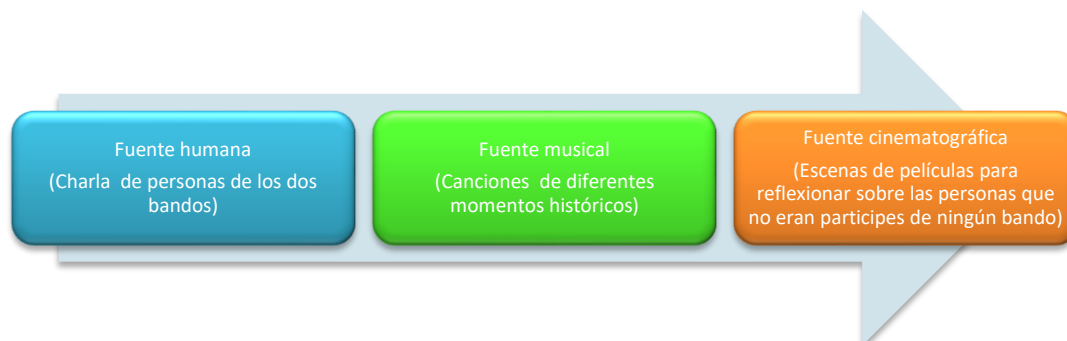 Fuente humana
(Charla de personas de los dos
bandos)
Fuente musical
(Canciones de diferentes
momentos históricos)
Fuente cinematográfica
(Escenas de películas para
reflexionar sobre las personas que
no eran participes de ningún bando)